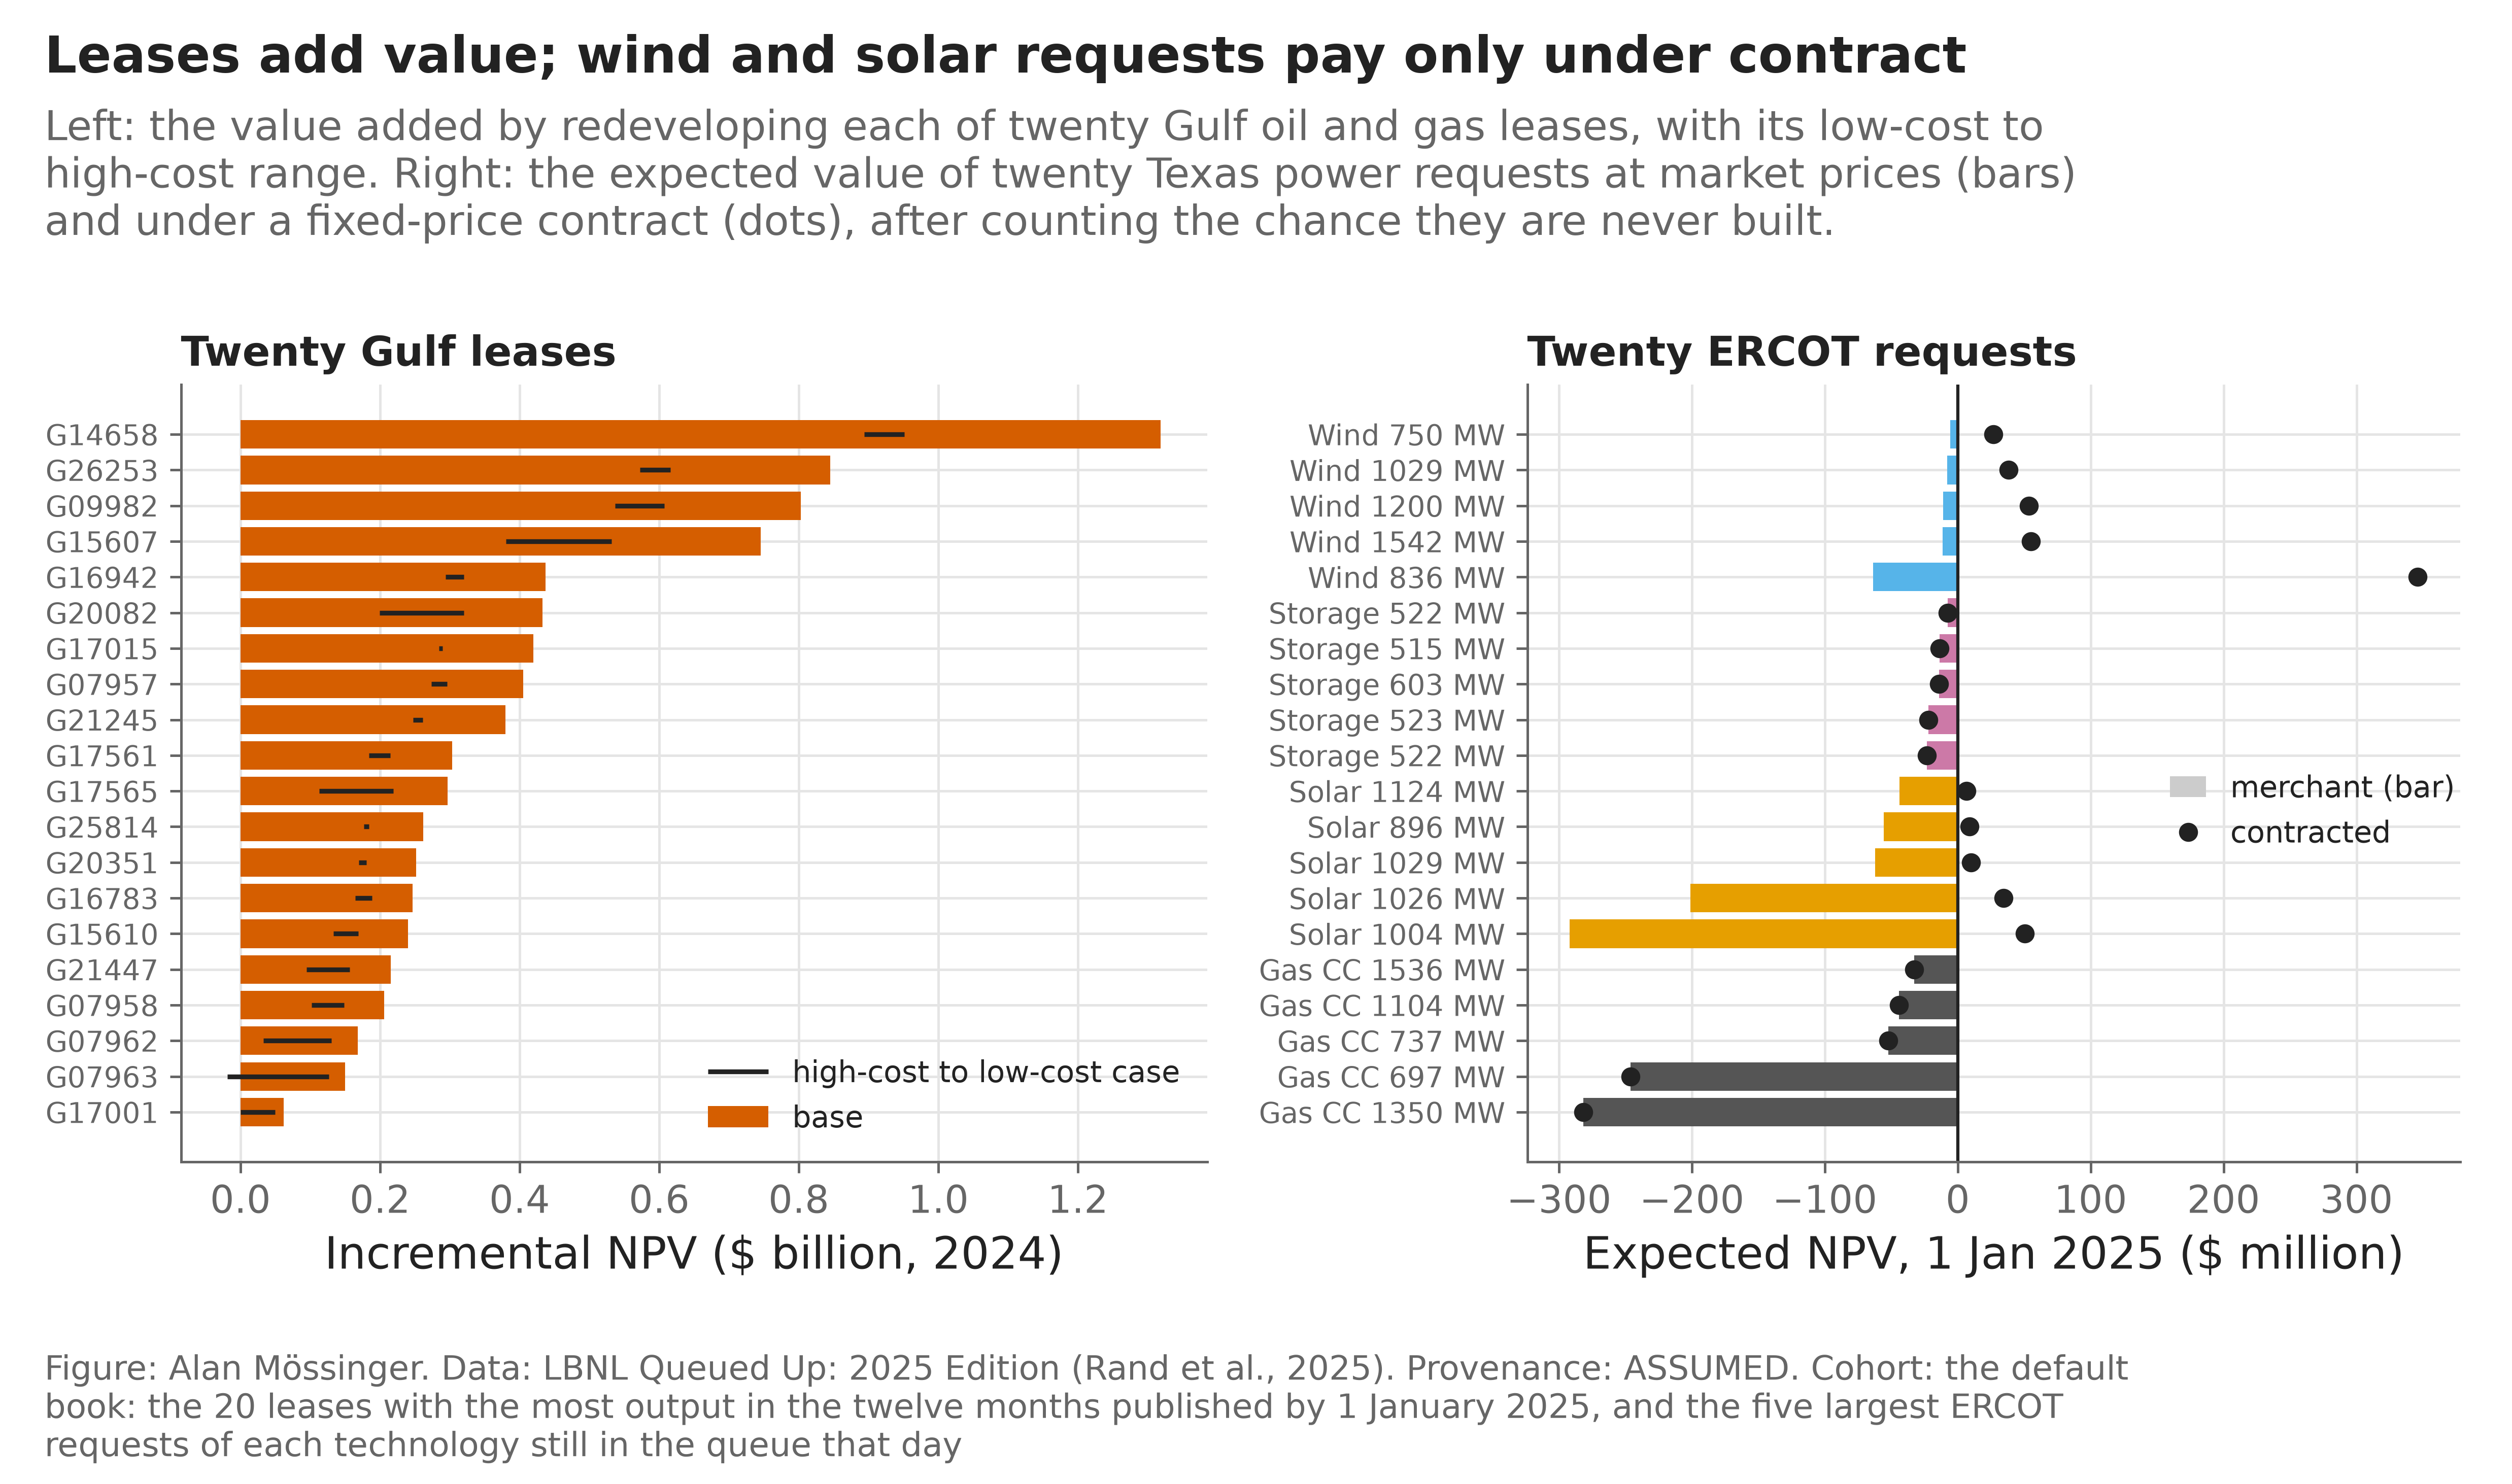 Leases add value; wind and solar requests pay only under contract
Left: the value added by redeveloping each of twenty Gulf oil and gas leases, with its low-cost to
high-cost range. Right: the expected value of twenty Texas power requests at market prices (bars)
and under a fixed-price contract (dots), after counting the chance they are never built.
Twenty Gulf leases
G14658
G26253
G09982
G15607
G16942
G20082
G17015
G07957
G21245
G17561
G17565
G25814
G20351
G16783
G15610
G21447
G07958
G07962
G07963
G17001
high-cost to low-cost case
base
0.0 0.2 0.4 0.6 0.8 1.0 1.2
Incremental NPV ($ billion, 2024)
Twenty ERCOT requests
Wind 750 MW
Wind 1029 MW
Wind 1200 MW
Wind 1542 MW
Wind 836 MW
Storage 522 MW
Storage 515 MW
Storage 603 MW
Storage 523 MW
Storage 522 MW
Solar 1124 MW
Solar 896 MW
Solar 1029 MW
Solar 1026 MW
Solar 1004 MW
Gas CC 1536 MW
Gas CC 1104 MW
Gas CC 737 MW
Gas CC 697 MW
Gas CC 1350 MW
merchant (bar)
contracted
−300 −200 −100 0 100 200 300
Expected NPV, 1 Jan 2025 ($ million)
Figure: Alan Mössinger. Data: LBNL Queued Up: 2025 Edition (Rand et al., 2025). Provenance: ASSUMED. Cohort: the default
book: the 20 leases with the most output in the twelve months published by 1 January 2025, and the five largest ERCOT
requests of each technology still in the queue that day